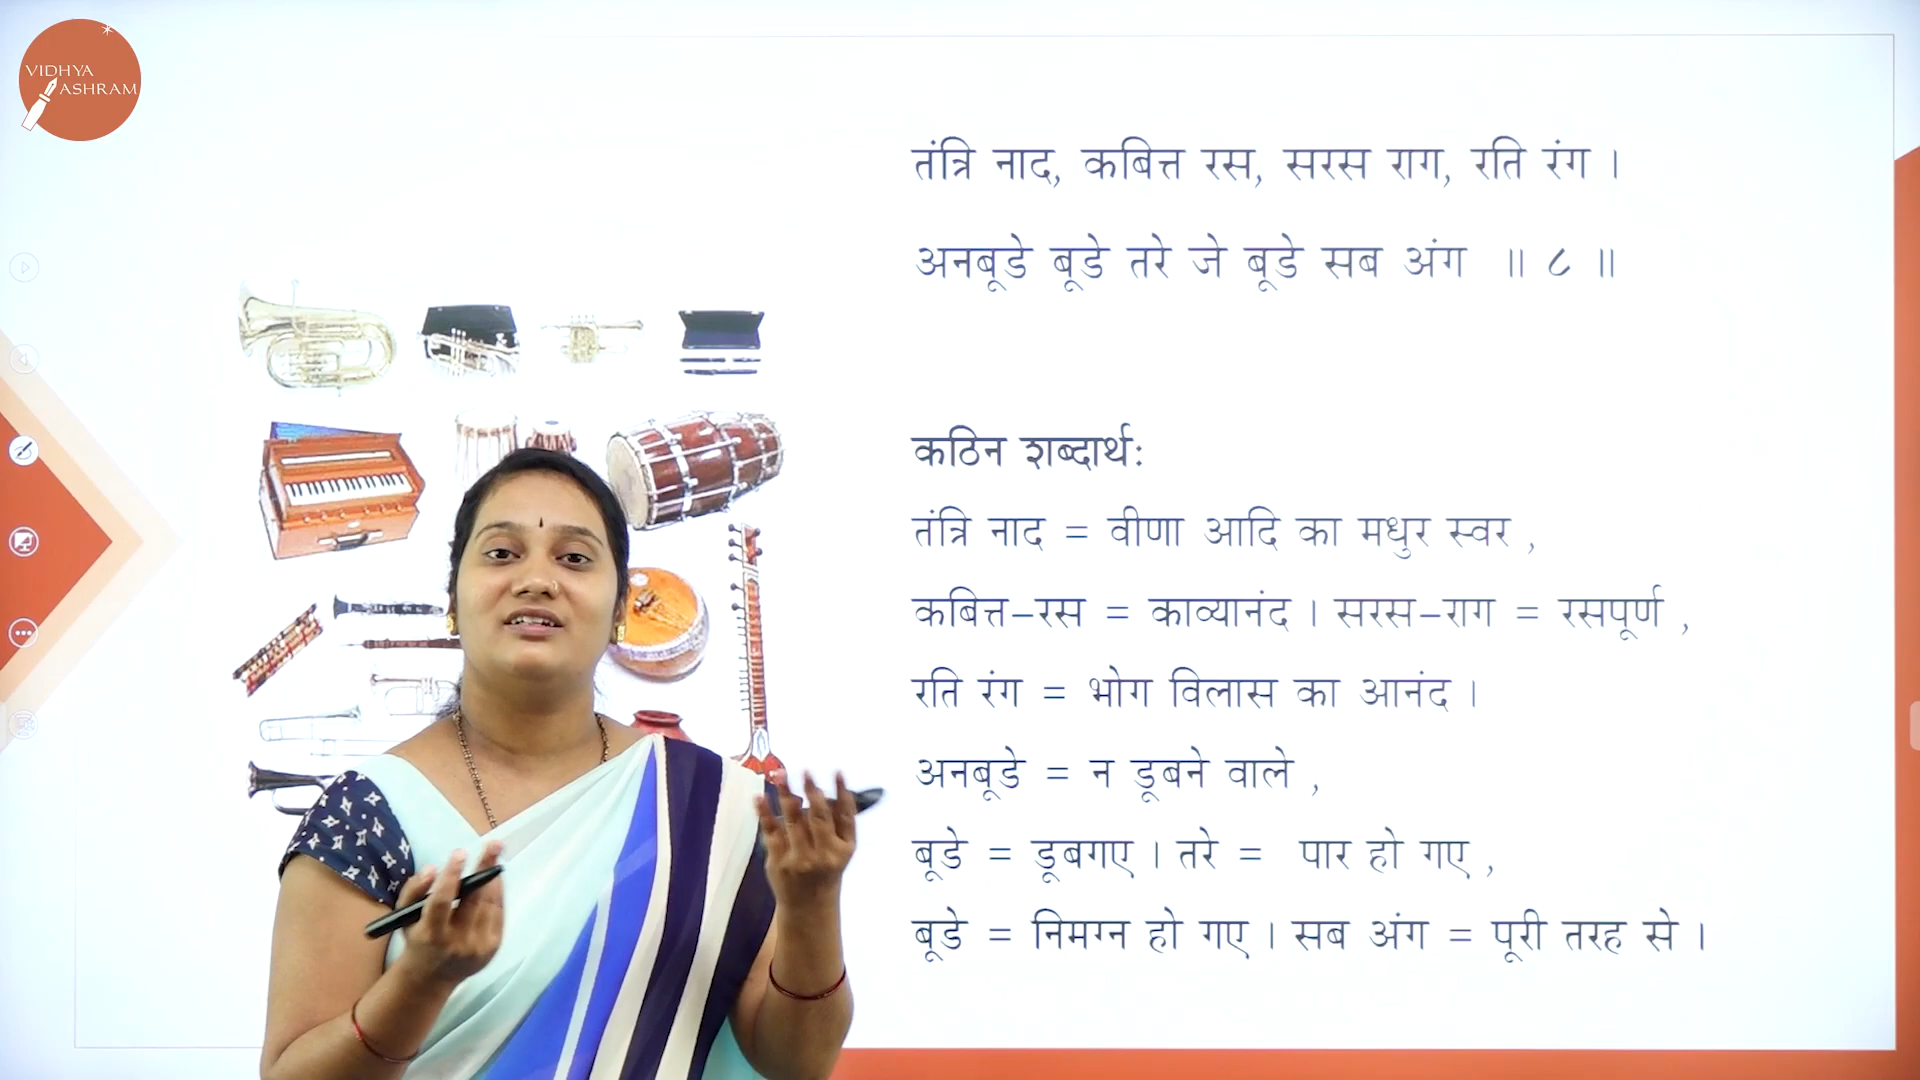 VIDHYA
ASHRAM
तंत्रि नाद, कबित्त रस, सरस राग, रति रंग ।
अनबूडे बूडे तरे जे बूडे सब अंग ॥ ८ ॥
कठिन शब्दार्थ:
तंत्रि नाद = वीणा आदि का मधुर स्वर ,
कबित्त–रस = काव्यानंद । सरस–राग = रसपूर्ण ,
रति रंग = भोग विलास का आनंद ।
अनबूडे = न डूबने वाले ,
बूडे = डूबगए । तरे = पार हो गए ,
बूडे = निमग्न हो गए । सब अंग = पूरी तरह से ।